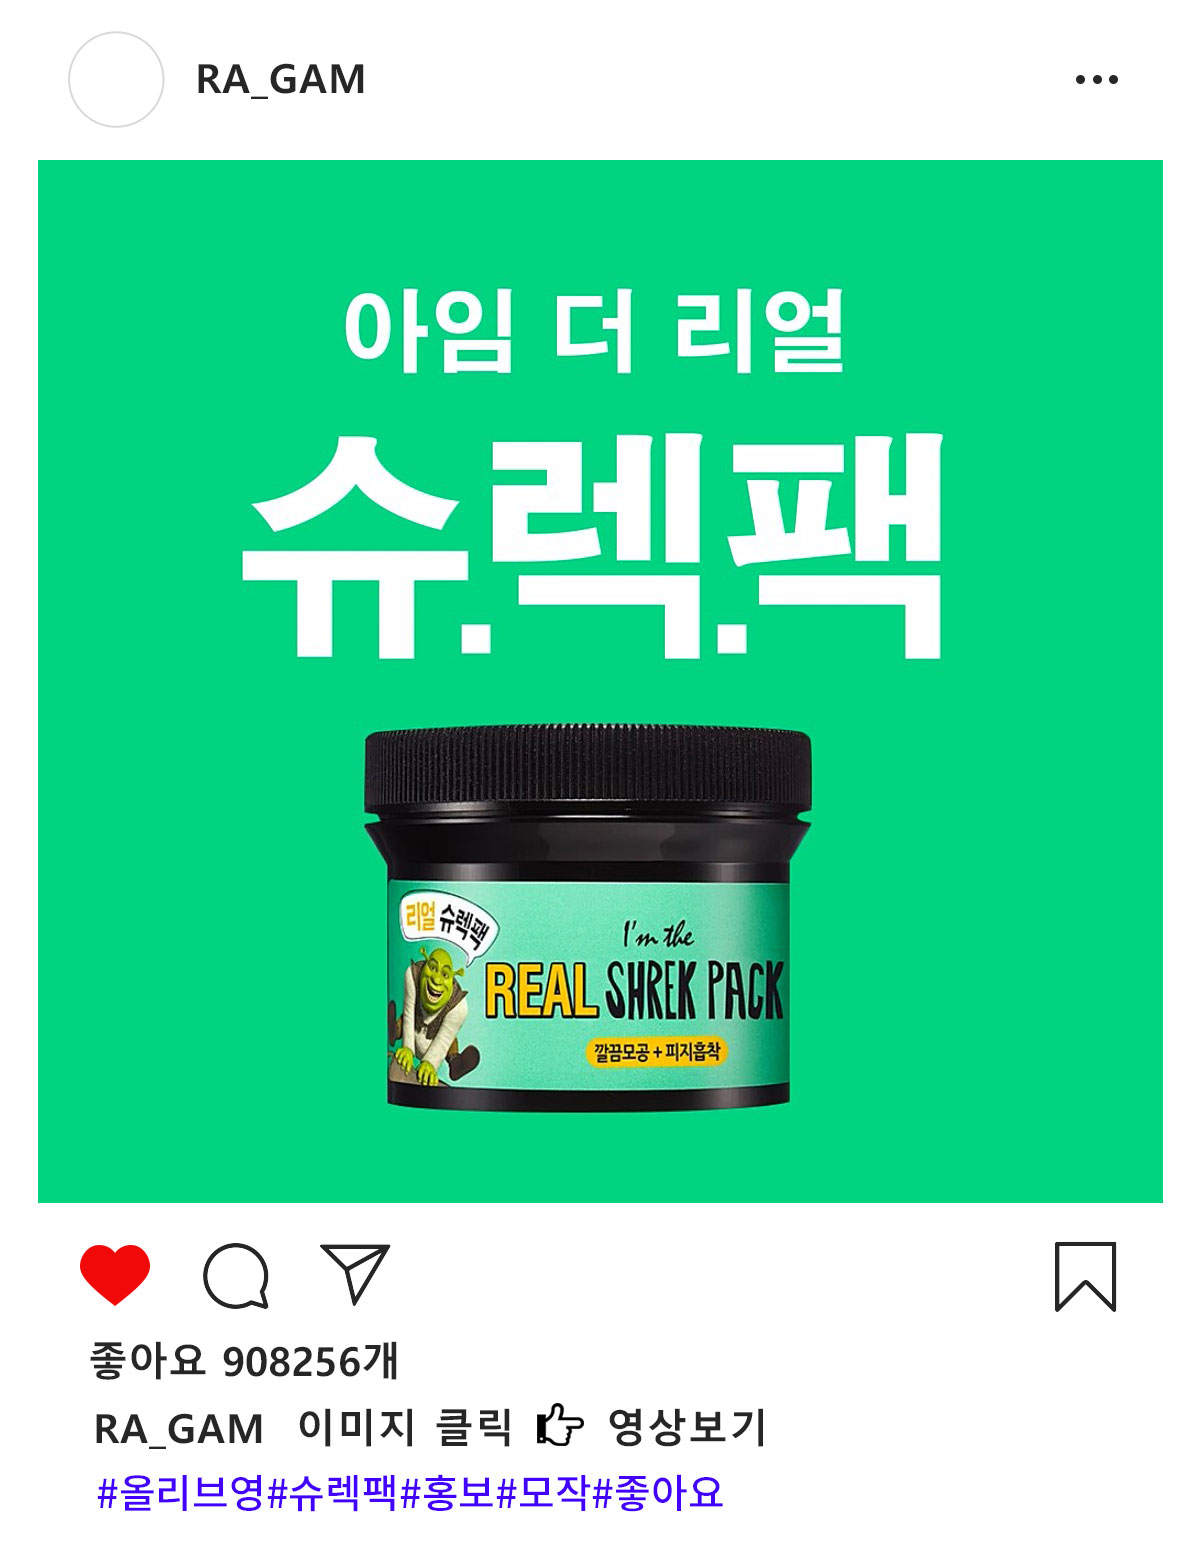 RA_GAM
아임 더 리얼
슈.렉.팩
리얼 슈렉팩
I'm the
REAL SHREK PACK
깔끔모공 + 피지흡착
좋아요 908256개
RA_GAM 이미지 클릭 👉 영상보기
#올리브영#슈렉팩#홍보#모작#좋아요